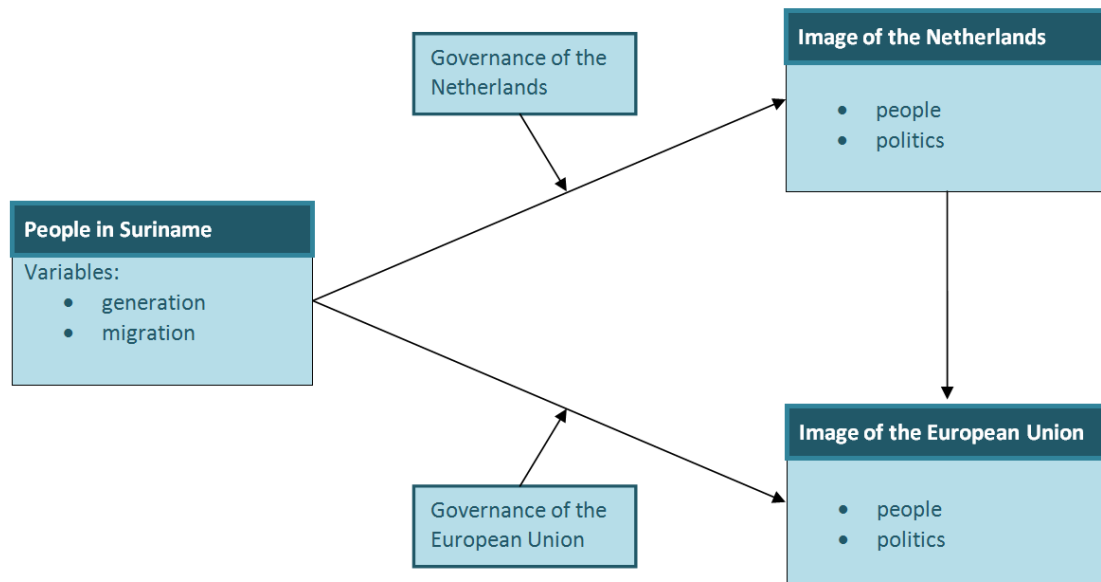 Image of the Netherlands
• people
• politics
Governance of the
Netherlands
People in Suriname
Variables:
• generation
• migration
Image of the European Union
• people
• politics
Governance of the
European Union